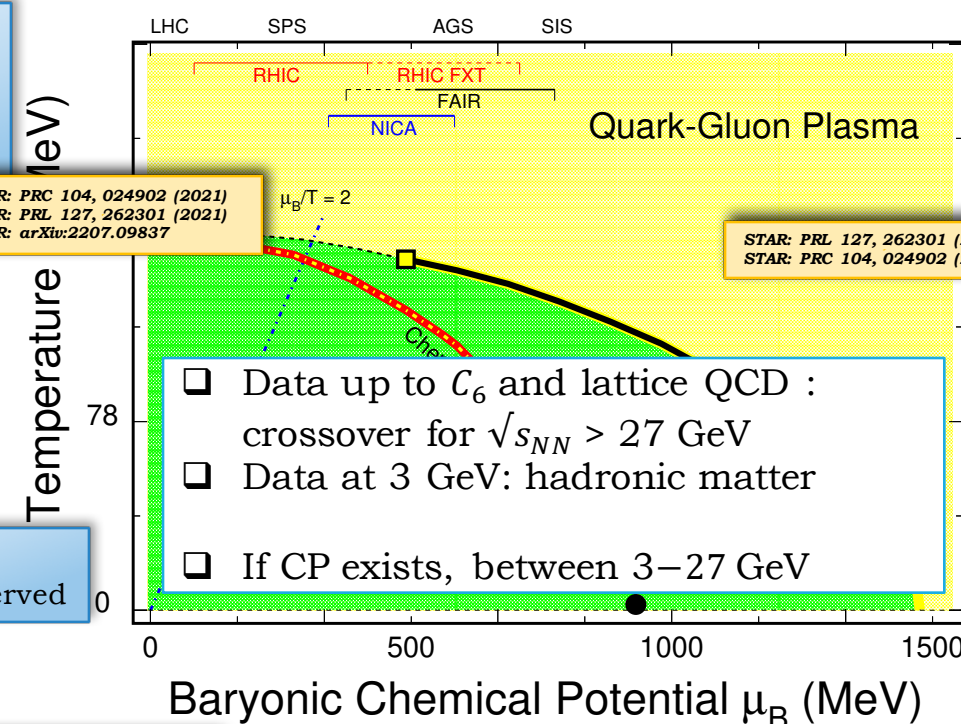 LHC SPS AGS SIS
RHIC RHIC FXT
FAIR
NICA
Quark-Gluon Plasma
PRC 104, 024902 (2021)
PRL 127, 262301 (2021)
arXiv:2207.09837
μB/T = 2
STAR: PRL 127, 262301
STAR: PRC 104, 024902
Temperature
❑ Data up to C₆ and lattice QCD :
crossover for √sNN > 27 GeV
❑ Data at 3 GeV: hadronic matter
❑ If CP exists, between 3−27 GeV
78
0
0 500 1000 1500
Baryonic Chemical Potential μB (MeV)